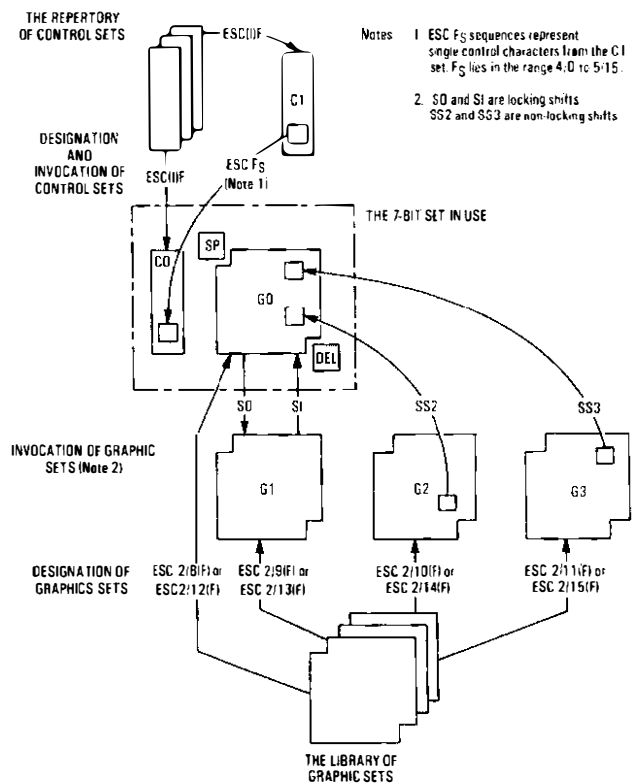 THE REPERTORY
OF CONTROL SETS
ESC(I)F
C1
Notes 1 ESC FS sequences represent
single control characters from the C1
set. FS lies in the range 4/0 to 5/15.
2. SO and SI are locking shifts
SS2 and SS3 are non-locking shifts
DESIGNATION
AND
INVOCATION OF
CONTROL SETS
ESC(I)F
ESC FS
(Note 1)
THE 7-BIT SET IN USE
CO
SP
GO
DEL
SO
SI
SS2
SS3
INVOCATION OF GRAPHIC
SETS (Note 2)
G1
G2
G3
DESIGNATION OF
GRAPHICS SETS
ESC 2/8(F) or
ESC2/12(F)
ESC 2/9(F) or
ESC 2/13(F)
ESC 2/10(F) or
ESC 2/14(F)
ESC 2/11(F) or
ESC 2/15(F)
THE LIBRARY OF
GRAPHIC SETS